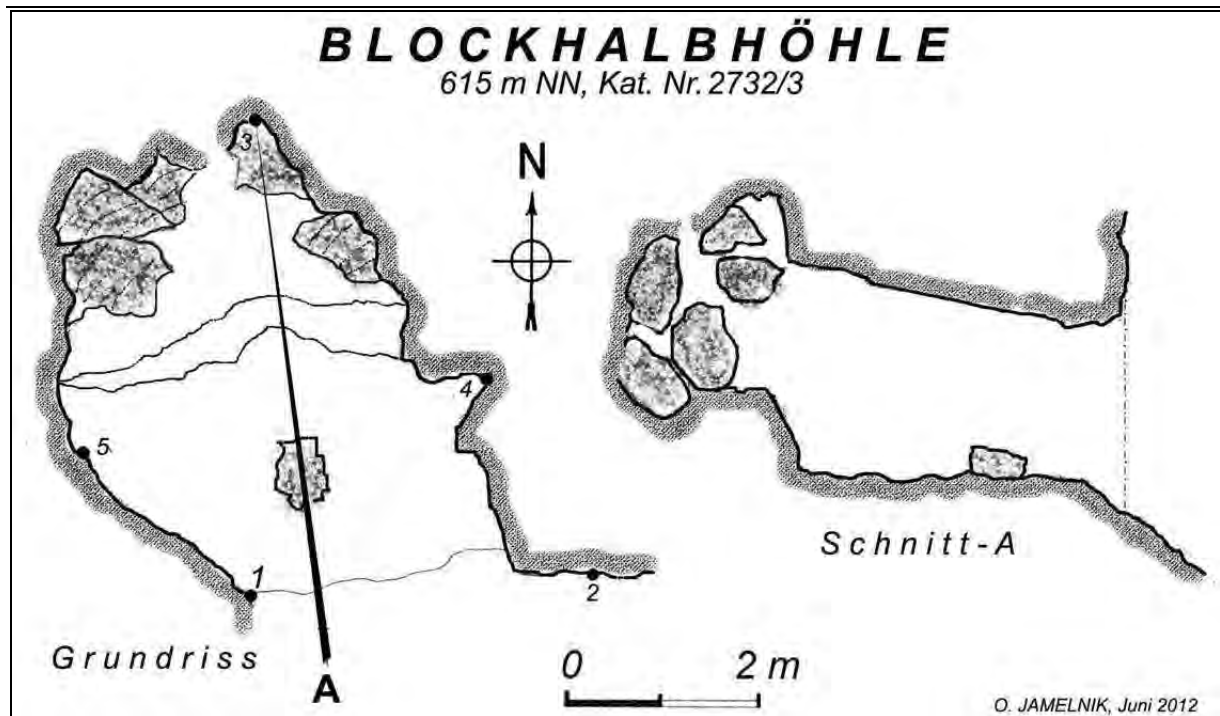 BLOCKHALBHÖHLE
615 m NN, Kat. Nr. 2732/3
3
N
4
5
1
2
Grundriss
A
Schnitt-A
0 2 m
O. JAMELNIK, Juni 2012